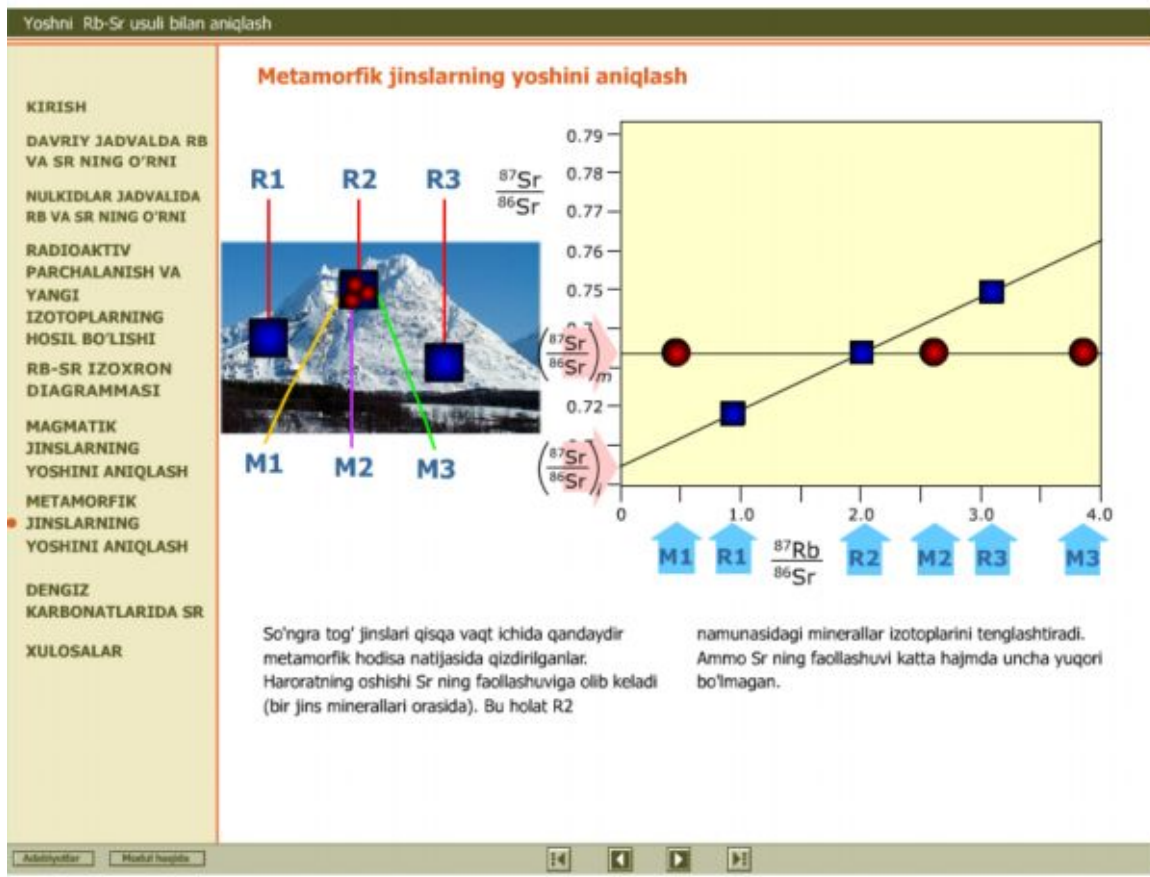 Yoshni Rb-Sr usuli bilan aniqlash
KIRISH
DAVRIY JADVALDA RB
VA SR NING O'RNI
NULKIDLAR JADVALIDA
RB VA SR NING O'RNI
RADIOAKTIV
PARCHALANISH VA
YANGI
IZOTOPLARNING
HOSIL BO'LISHI
RB-SR IZOXRON
DIAGRAMMASI
MAGMATIK
JINSLARNING
YOSHINI ANIQLASH
METAMORFIK
JINSLARNING
YOSHINI ANIQLASH
DENGIZ
KARBONATLARIDA SR
XULOSALAR
Metamorfik jinslarning yoshini aniqlash
R1 R2 R3
M1 M2 M3
⁸⁷Sr
⁸⁶Sr
0.79
0.78
0.77
0.76
0.75
(⁸⁷Sr
⁸⁶Sr)m
0.72
(⁸⁷Sr
⁸⁶Sr)i
0 1.0 2.0 3.0 4.0
M1 R1 R2 M2 R3 M3
⁸⁷Rb
⁸⁶Sr
So'ngra tog' jinslari qisqa vaqt ichida qandaydir
metamorfik hodisa natijasida qizdirilganlar.
Haroratning oshishi Sr ning faollashuviga olib keladi
(bir jins minerallari orasida). Bu holat R2
namunasidagi minerallar izotoplarini tenglashtiradi.
Ammo Sr ning faollashuvi katta hajmda uncha yuqori
bo'lmagan.
Adabiyotlar
Modul haqida